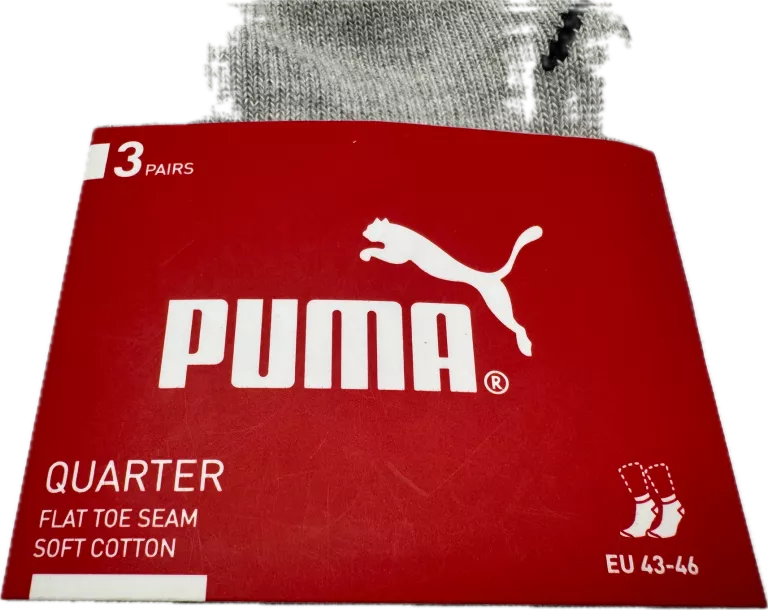 3 PAIRS
PUMA®
QUARTER
FLAT TOE SEAM
SOFT COTTON
EU 43-46